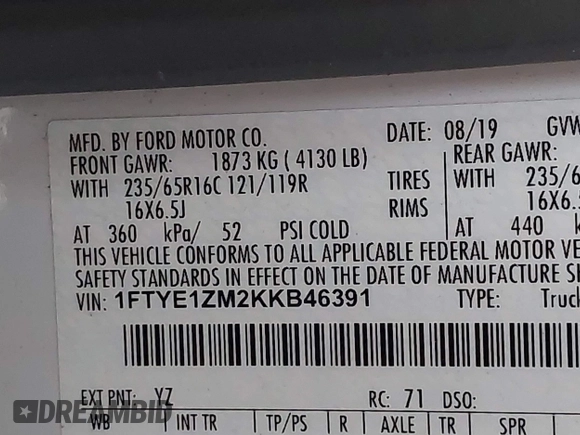 MFD. BY FORD MOTOR CO.
DATE: 08/19 GVW
FRONT GAWR: 1873 KG ( 4130 LB)
REAR GAWR:
WITH 235/65R16C 121/119R TIRES WITH 235/6
16X6.5J RIMS 16X6.5
AT 360 kPa/ 52 PSI COLD AT 440 k
THIS VEHICLE CONFORMS TO ALL APPLICABLE FEDERAL MOTOR VE
SAFETY STANDARDS IN EFFECT ON THE DATE OF MANUFACTURE S
VIN: 1FTYE1ZM2KKB46391 TYPE: Truck
EXT PNT: YZ RC: 71 DSO:
WB INT TR TP/PS R AXLE TR SPR
DREAMBID